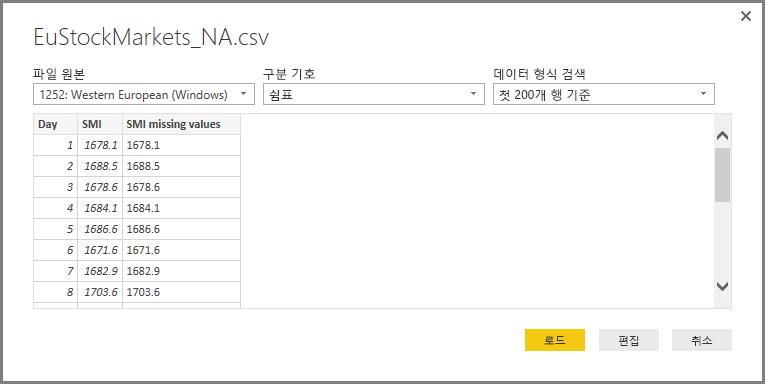 EuStockMarkets_NA.csv
파일 원본 구분 기호 데이터 형식 검색
1252: Western European (Windows) 쉼표 첫 200개 행 기준
Day SMI SMI missing values
1 1678.1 1678.1
2 1688.5 1688.5
3 1678.6 1678.6
4 1684.1 1684.1
5 1686.6 1686.6
6 1671.6 1671.6
7 1682.9 1682.9
8 1703.6 1703.6
로드 편집 취소